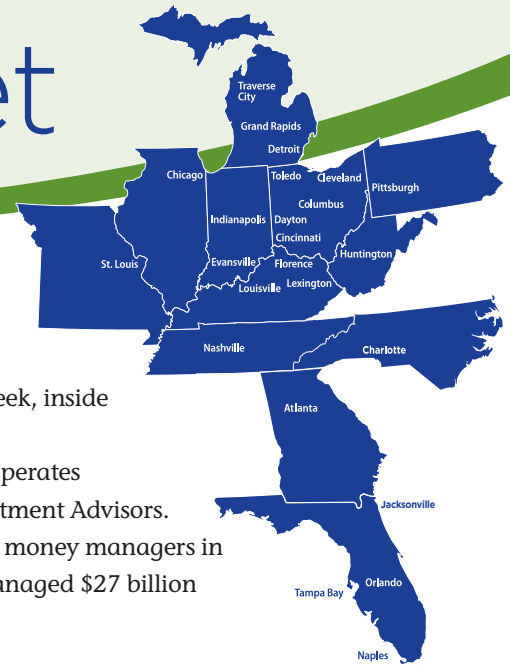 et
Traverse
City
Grand Rapids
Detroit
Chicago
Toledo
Cleveland
Pittsburgh
Columbus
Indianapolis
Dayton
Cincinnati
St. Louis
Evansville
Florence
Huntington
Louisville
Lexington
Nashville
Charlotte
Atlanta
Jacksonville
Tampa Bay
Orlando
Naples
eek, inside
perates
tment Advisors.
money managers in
anaged $27 billion